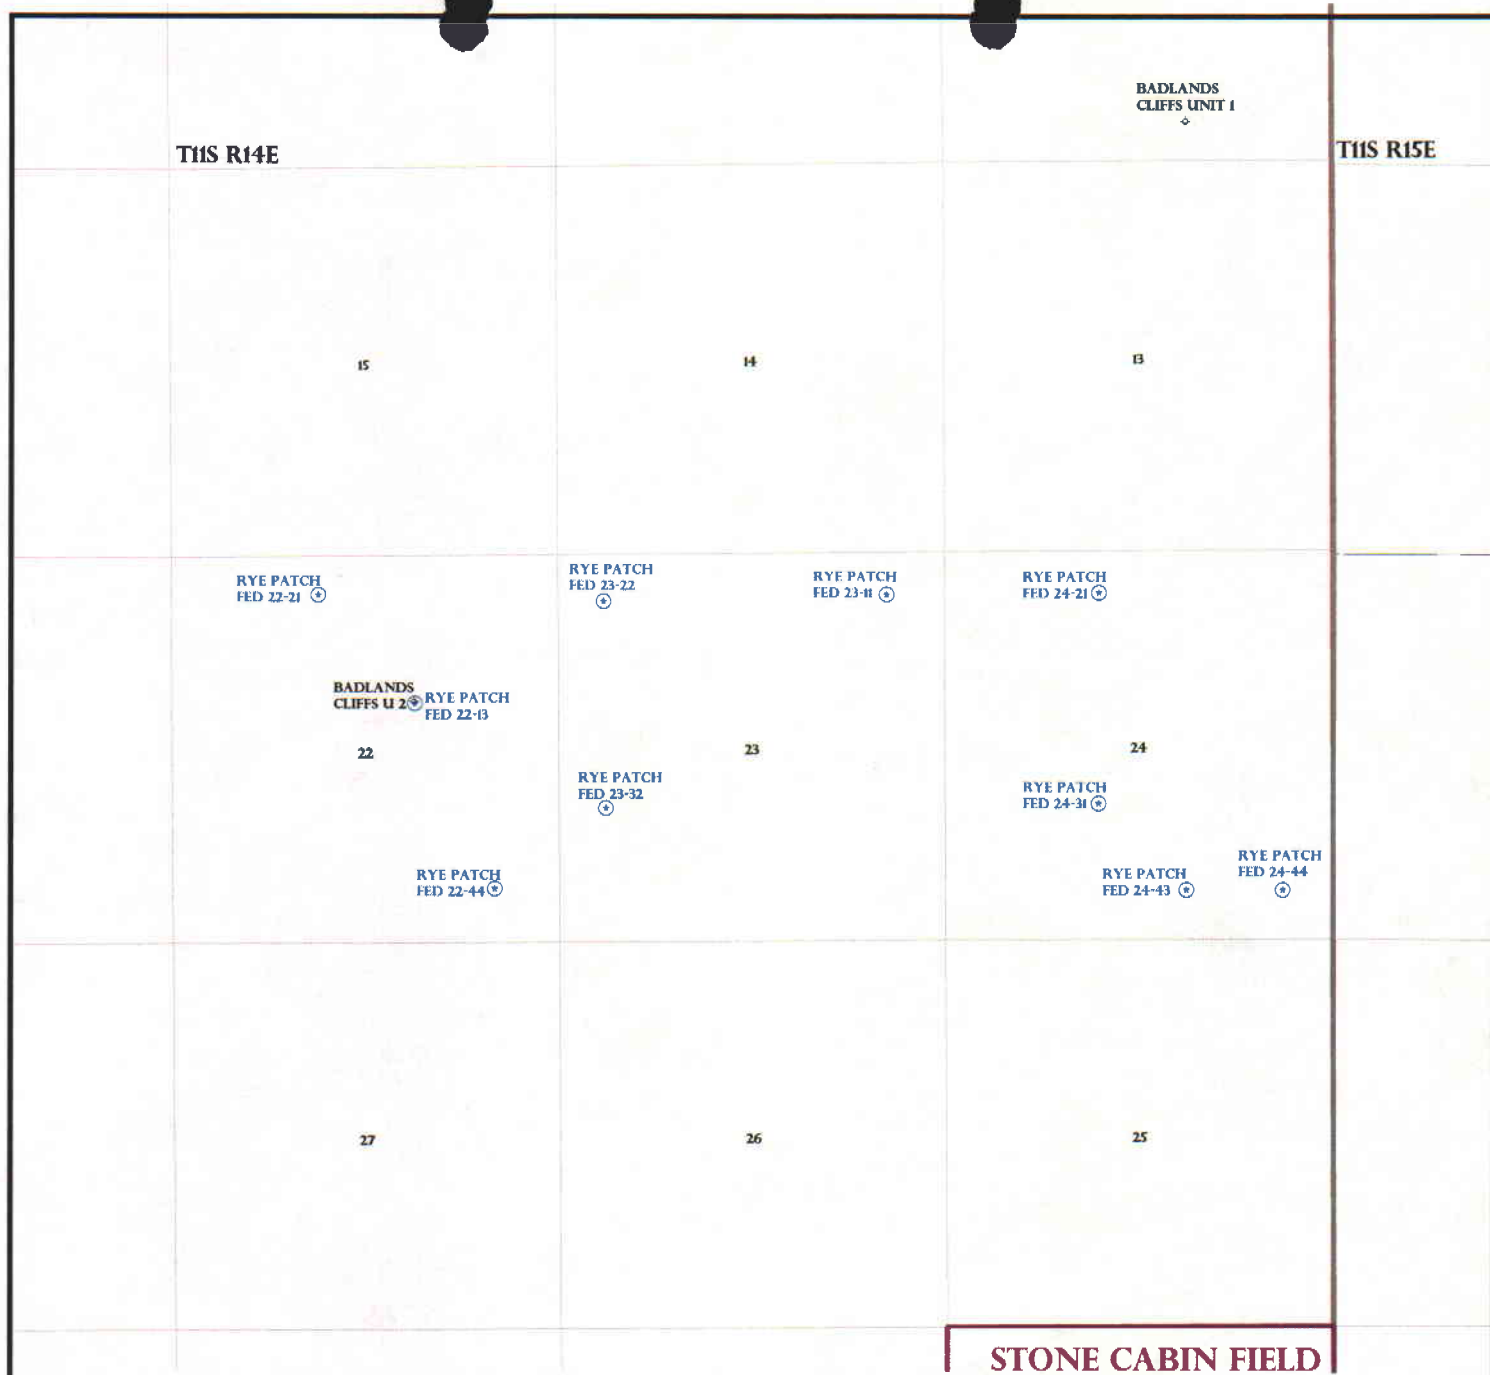 BADLANDS
CLIFFS UNIT 1
T11S R14E
T11S R15E
15
14
13
RYE PATCH
FED 22-21
RYE PATCH
FED 23-22
RYE PATCH
FED 23-11
RYE PATCH
FED 24-21
BADLANDS
CLIFFS U 2
RYE PATCH
FED 22-13
22
23
24
RYE PATCH
FED 23-32
RYE PATCH
FED 24-31
RYE PATCH
FED 22-44
RYE PATCH
FED 24-43
RYE PATCH
FED 24-44
27
26
25
STONE CABIN FIELD